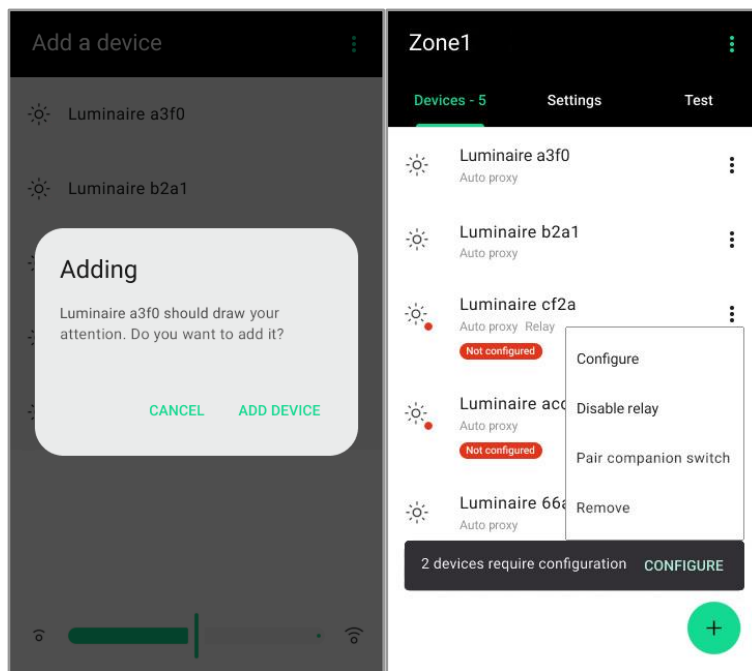 Add a device
Luminaire a3f0
Luminaire b2a1
Adding
Luminaire a3f0 should draw your
attention. Do you want to add it?
CANCEL ADD DEVICE
Zone1
Devices - 5 Settings Test
Luminaire a3f0
Auto proxy
Luminaire b2a1
Auto proxy
Luminaire cf2a
Auto proxy Relay
Not configured
Luminaire
Auto proxy
Not configured
Luminaire
Auto proxy
Configure
Disable relay
Pair companion switch
Remove
2 devices require configuration CONFIGURE